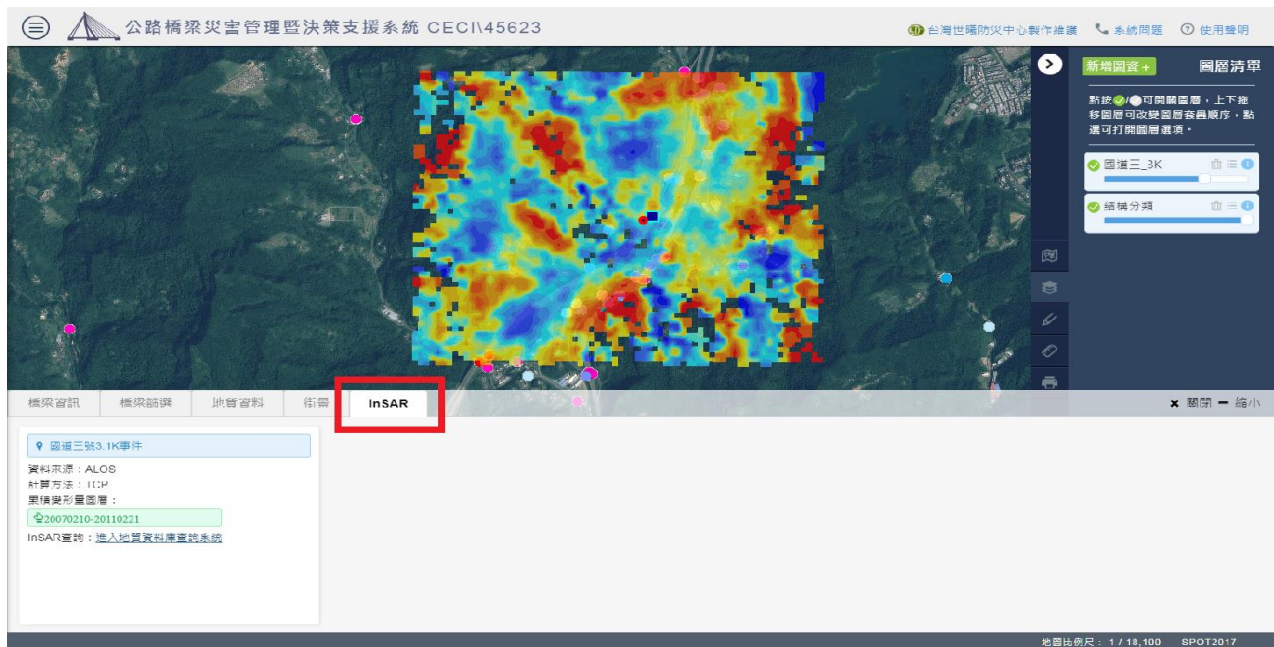 公路橋梁災害管理暨決策支援系統 CECI\45623
台灣世曦防災中心製作維護 系統問題 使用聲明
新增圖資+ 圖層清單
點按/可開關圖層，上下拖
移圖層可改變圖層套疊順序，點
選可打開圖層選項。
國道三_3K
結構分類
橋梁資訊 橋梁篩選 地質資料 街景 InSAR
關閉 縮小
國道三號3.1K事件
資料來源：ALOS
計算方法：TCP
累積變形量圖層：
20070210-20110221
InSAR查詢：進入地質資料庫查詢系統
地圖比例尺： 1 / 18,100 SPOT2017